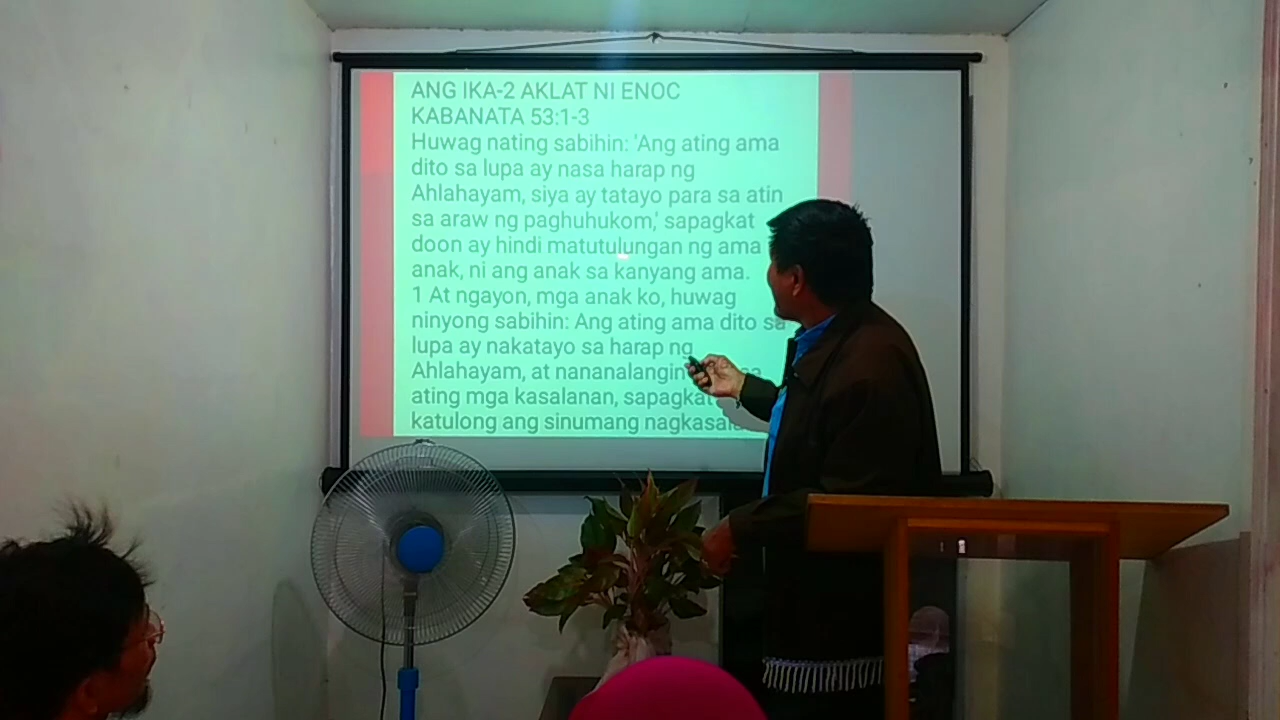 ANG IKA-2 AKLAT NI ENOC
KABANATA 53:1-3
Huwag nating sabihin: 'Ang ating ama
dito sa lupa ay nasa harap ng
Ahlahayam, siya ay tatayo para sa atin
sa araw ng paghuhukom,' sapagkat
doon ay hindi matutulungan ng ama
anak, ni ang anak sa kanyang ama.
1 At ngayon, mga anak ko, huwag
ninyong sabihin: Ang ating ama dito sa
lupa ay nakatayo sa harap ng
Ahlahayam, at nananalangin
ating mga kasalanan, sapagkat
katulong ang sinumang